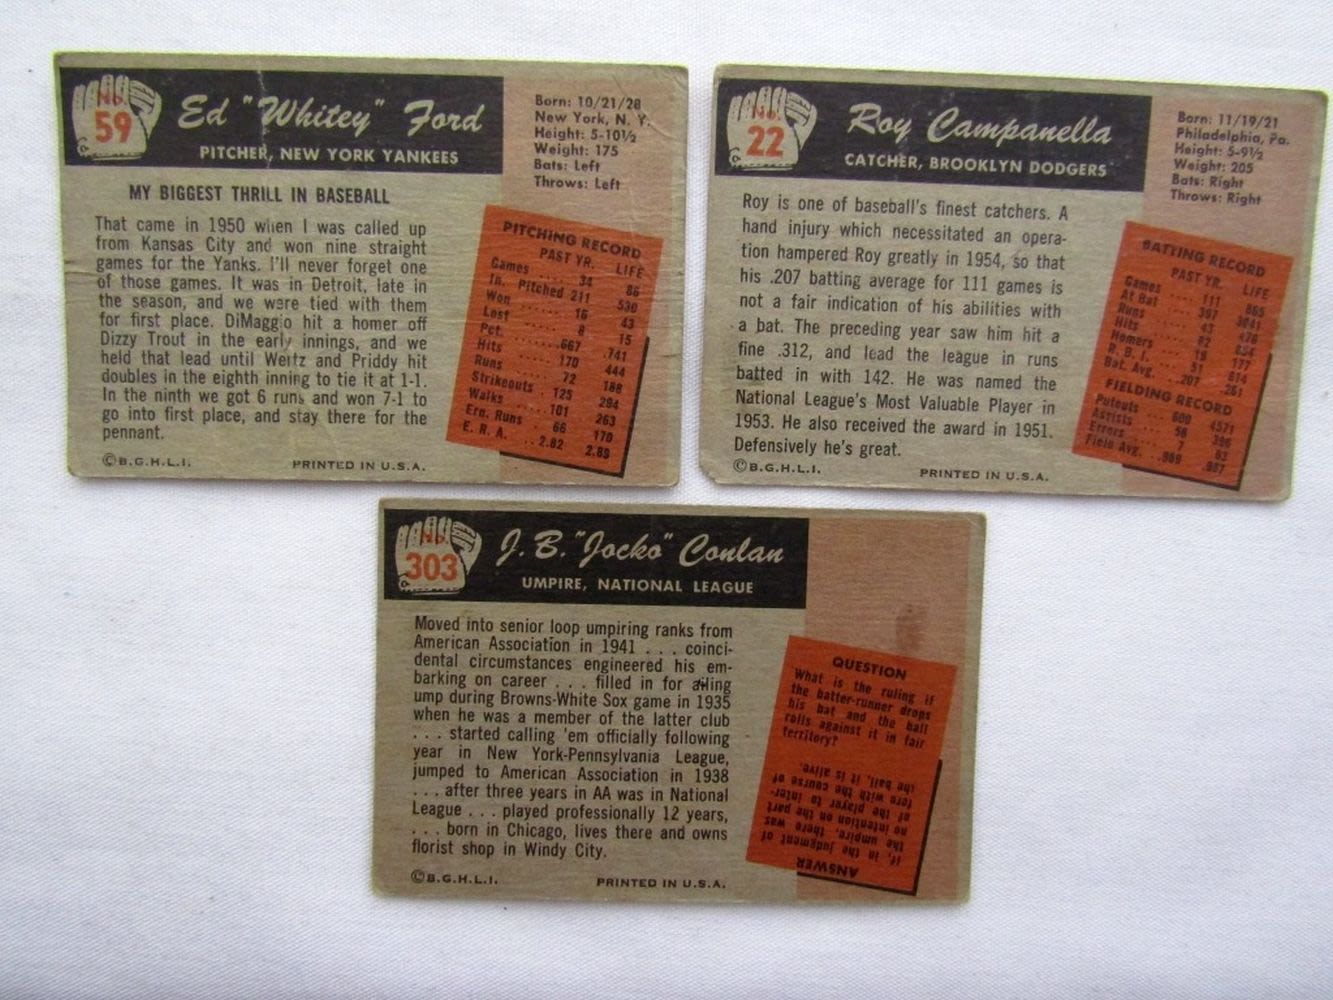 No.
59
Ed "Whitey" Ford
PITCHER, NEW YORK YANKEES
Born: 10/21/28
New York, N. Y.
Height: 5-10½
Weight: 175
Bats: Left
Throws: Left
MY BIGGEST THRILL IN BASEBALL
That came in 1950 when I was called up
from Kansas City and won nine straight
games for the Yanks. I'll never forget one
of those games. It was in Detroit, late in
the season, and we were tied with them
for first place. DiMaggio hit a homer off
Dizzy Trout in the early innings, and we
held that lead until Wertz and Priddy hit
doubles in the eighth inning to tie it at 1-1.
In the ninth we got 6 runs and won 7-1 to
go into first place, and stay there for the
pennant.
PITCHING RECORD
PAST YR. LIFE
Games .... 34 86
In. Pitched 211 530
Won ..... 16 43
Lost ..... 8 15
Pct. ...... .667 .741
Hits ..... 170 444
Runs ..... 72 188
Strikeouts 125 294
Walks ....101 263
Ern. Runs .. 66 170
E. R. A. ...2.82 2.89
©B.G.H.L.I.
PRINTED IN U.S.A.
No.
22
Roy Campanella
CATCHER, BROOKLYN DODGERS
Born: 11/19/21
Philadelphia, Pa.
Height: 5-9½
Weight: 205
Bats: Right
Throws: Right
Roy is one of baseball's finest catchers. A
hand injury which necessitated an opera-
tion hampered Roy greatly in 1954, so that
his .207 batting average for 111 games is
not a fair indication of his abilities with
a bat. The preceding year saw him hit a
fine .312, and lead the league in runs
batted in with 142. He was named the
National League's Most Valuable Player in
1953. He also received the award in 1951.
Defensively he's great.
BATTING RECORD
PAST YR. LIFE
Games .... 111 865
At Bat ... 397 3041
Runs .... 43 476
Hits .... 82
Homers ... 19 177
R. B. I. ... 51 614
Bat. Avg. .. .207
FIELDING RECORD
Putouts ... 600 4571
Assists .... 58 396
Errors ..... 7 63
Field Avg. .. .989 .987
©B.G.H.L.I.
PRINTED IN U.S.A.
No.
303
J. B. "Jocko" Conlan
UMPIRE, NATIONAL LEAGUE
Moved into senior loop umpiring ranks from
American Association in 1941 . . . coinci-
dental circumstances engineered his em-
barking on career . . . filled in for ailing
ump during Browns-White Sox game in 1935
when he was a member of the latter club
. . . started calling 'em officially following
year in New York-Pennsylvania League,
jumped to American Association in 1938
. . . after three years in AA was in National
League . . . played professionally 12 years,
. . . born in Chicago, lives there and owns
florist shop in Windy City.
QUESTION
What is the ruling if
the batter-runner drops
his bat and the ball
rolls against it in fair
territory?
ANSWER
If, in the judgment of
the umpire, there was
no intention on the part
of the player to inter-
fere with the course of
the ball, it is alive.
©B.G.H.L.I.
PRINTED IN U.S.A.